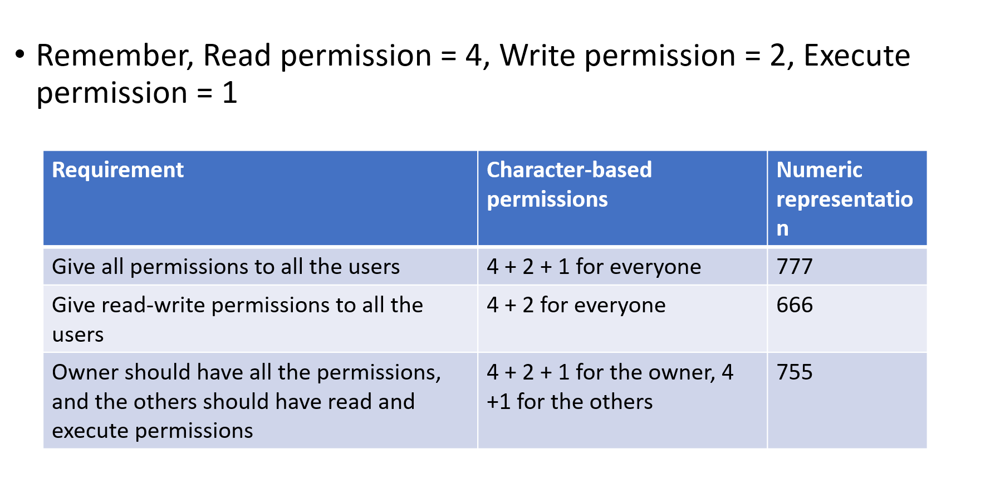 • Remember, Read permission = 4, Write permission = 2, Execute
permission = 1
Requirement
Character-based
permissions
Numeric
representatio
n
Give all permissions to all the users
4 + 2 + 1 for everyone
777
Give read-write permissions to all the
users
4 + 2 for everyone
666
Owner should have all the permissions,
and the others should have read and
execute permissions
4 + 2 + 1 for the owner, 4
+1 for the others
755